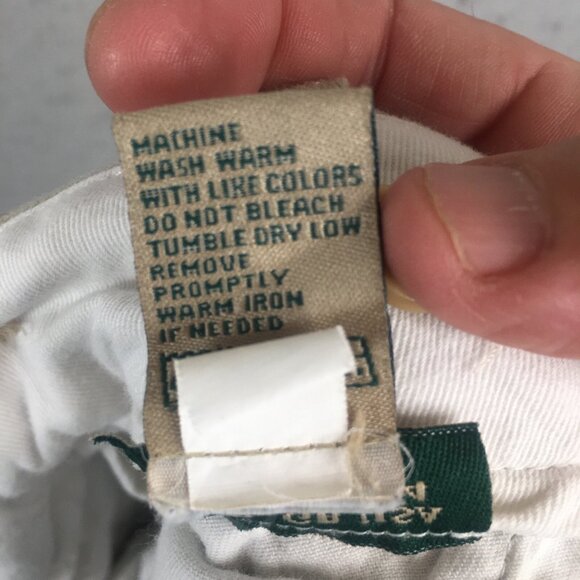 MACHINE
WASH WARM
WITH LIKE COLORS
DO NOT BLEACH
TUMBLE DRY LOW
REMOVE
PROMPTLY
WARM IRON
IF NEEDED